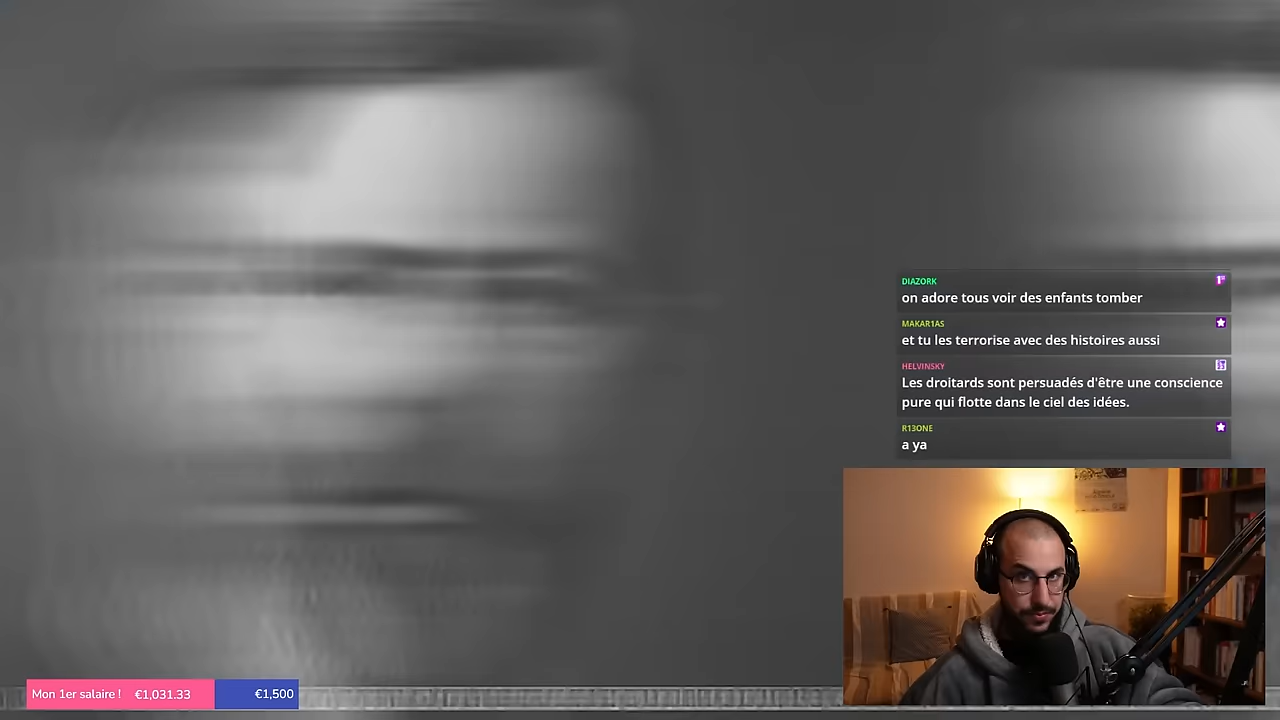 DIAZORK
on adore tous voir des enfants tomber
MAKAR1AS
et tu les terrorise avec des histoires aussi
HELVINSKY
Les droitards sont persuadés d'être une conscience
pure qui flotte dans le ciel des idées.
R13ONE
a ya
Mon 1er salaire ! €1,031.33 €1,500